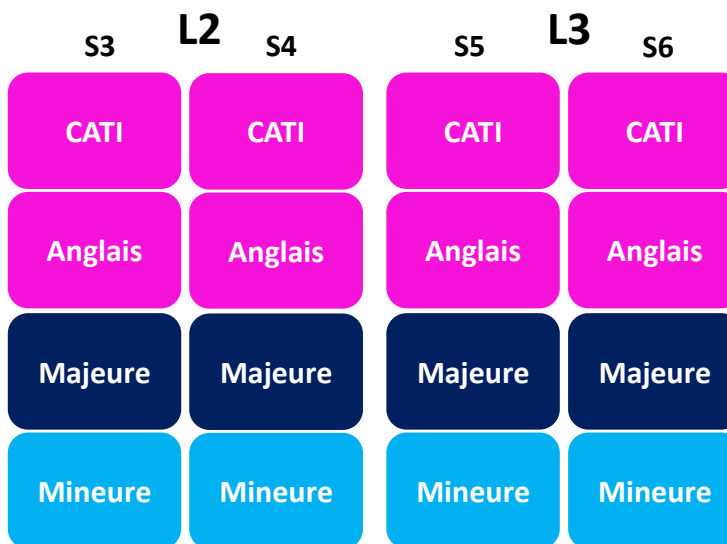 L2 L3
S3 S4 S5 S6
CATI CATI CATI CATI
Anglais Anglais Anglais Anglais
Majeure Majeure Majeure Majeure
Mineure Mineure Mineure Mineure